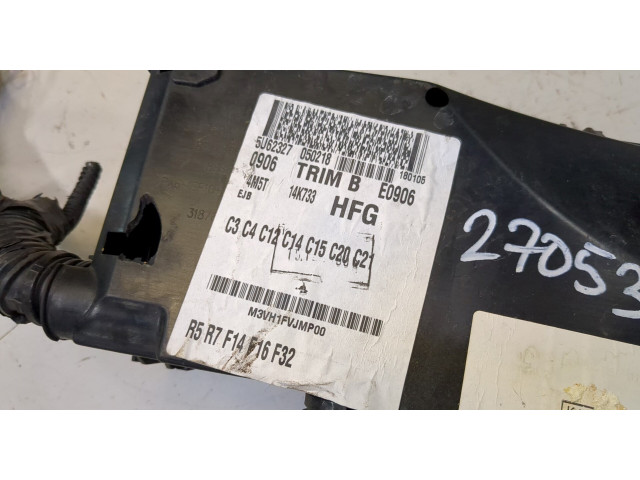 5U62327 050218 180105
0906 TRIM B E0906
4M5T 14K733 HFG
EJB
C3 C4 C12 C14 C15 C20 C21
M3VH1FVJMP00
R5 R7 F14 F16 F32
27053